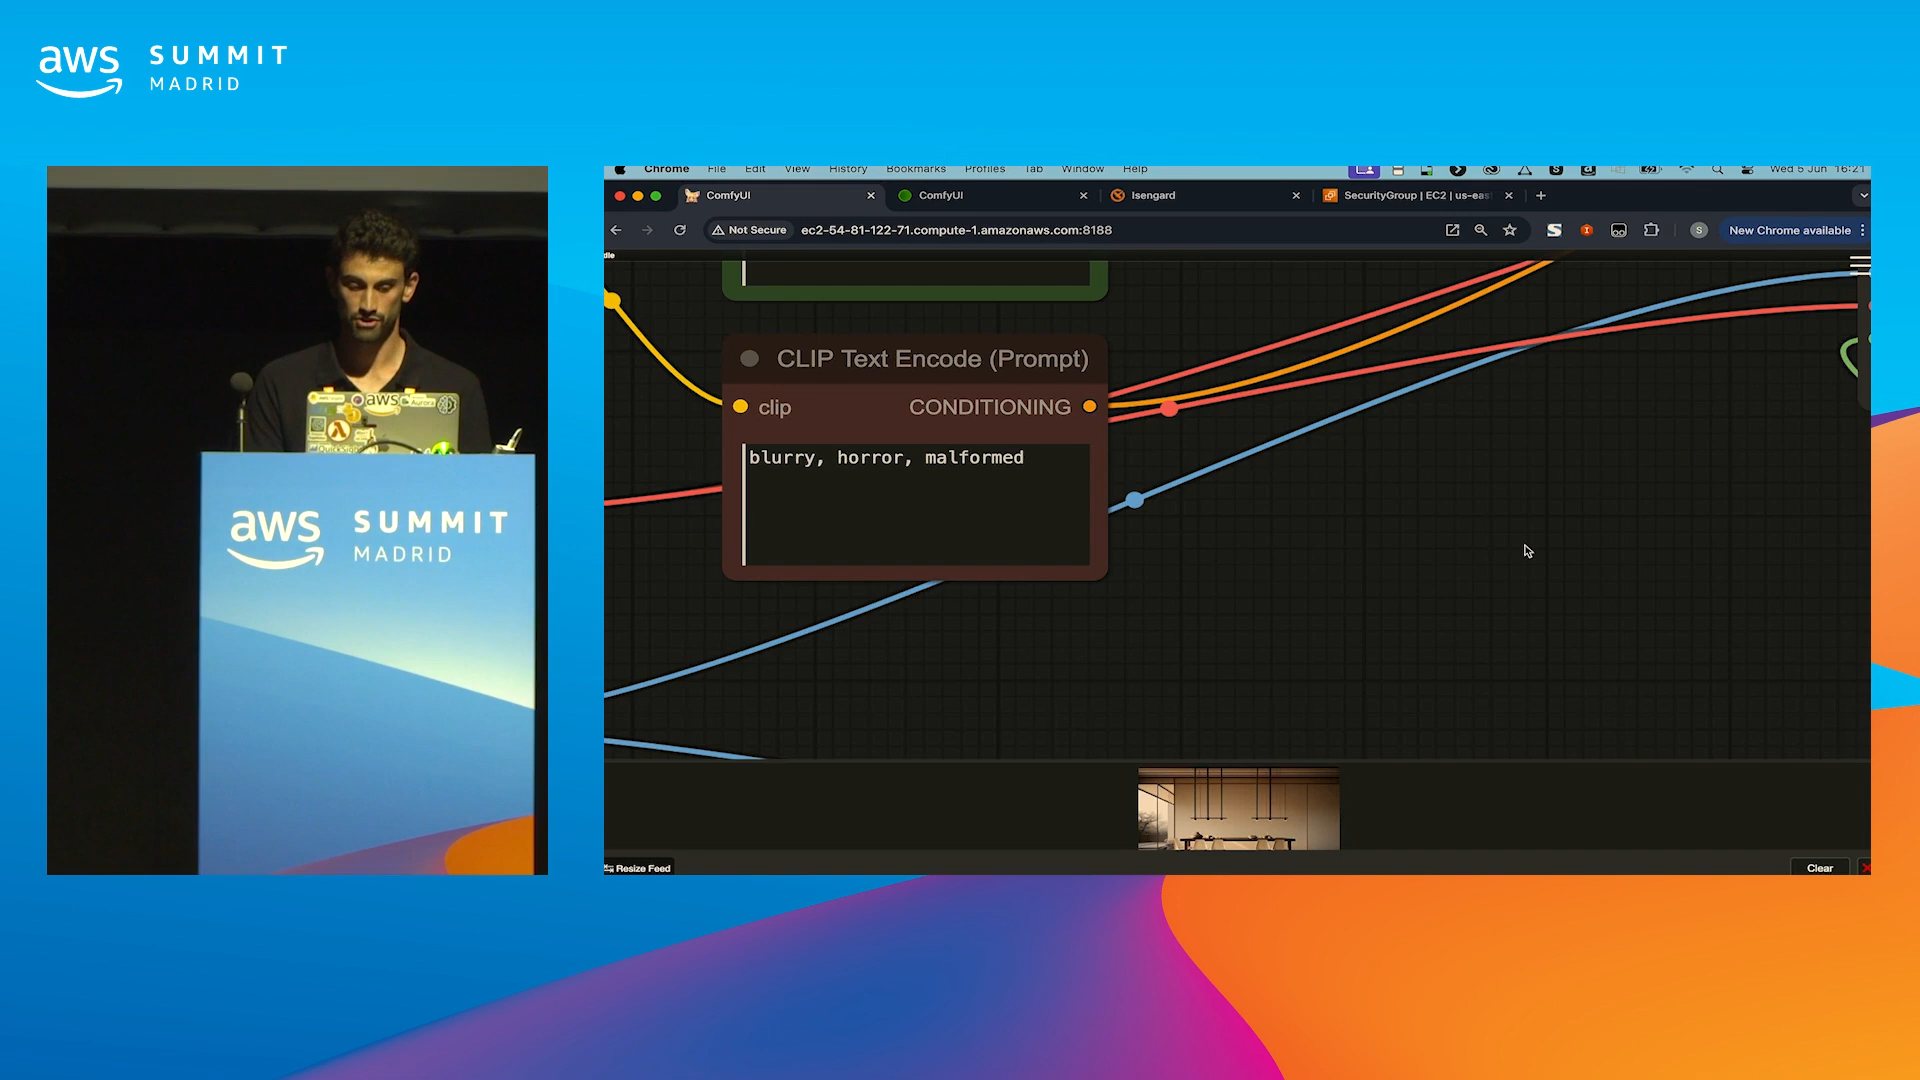 aws SUMMIT
MADRID
Chrome File Edit View History Bookmarks Profiles Tab Window Help Wed 5 Jun 16:21
ComfyUI ComfyUI Isengard SecurityGroup | EC2 | us-eas
Not Secure ec2-54-81-122-71.compute-1.amazonaws.com:8188 S New Chrome available
CLIP Text Encode (Prompt)
clip CONDITIONING
blurry, horror, malformed
Resize Feed Clear
aws Aurora
aws SUMMIT
MADRID